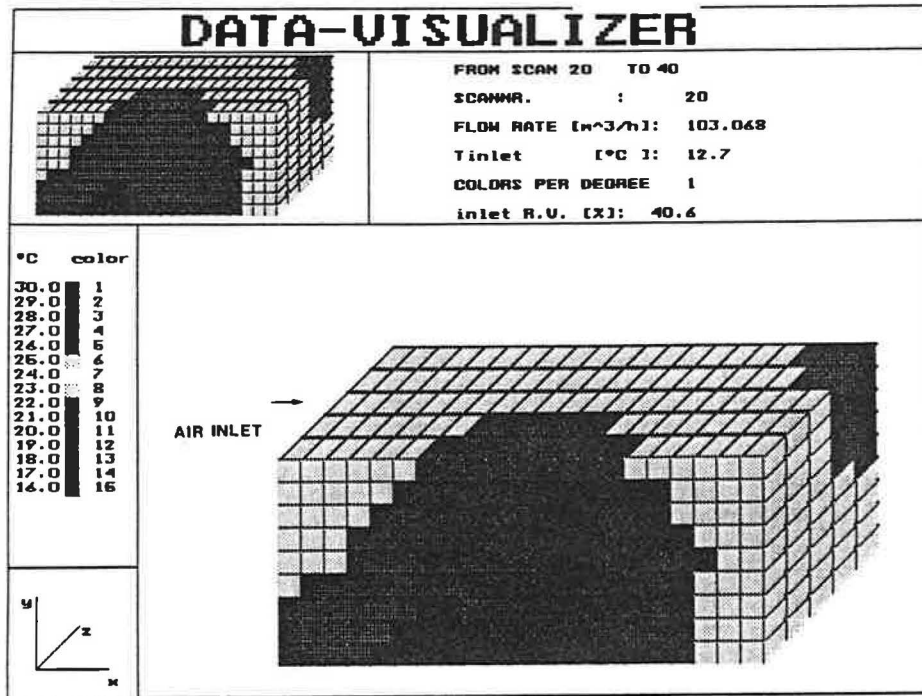 DATA-VISUALIZER
FROM SCAN 20 TO 40
SCANNR. : 20
FLOW RATE [m^3/h]: 103.068
Tinlet [°C ]: 12.7
COLORS PER DEGREE 1
inlet R.V. [%]: 40.6
°C color
30.0 1
29.0 2
28.0 3
27.0 4
26.0 5
25.0 6
24.0 7
23.0 8
22.0 9
21.0 10
20.0 11
19.0 12
18.0 13
17.0 14
16.0 15
AIR INLET
y
z
x